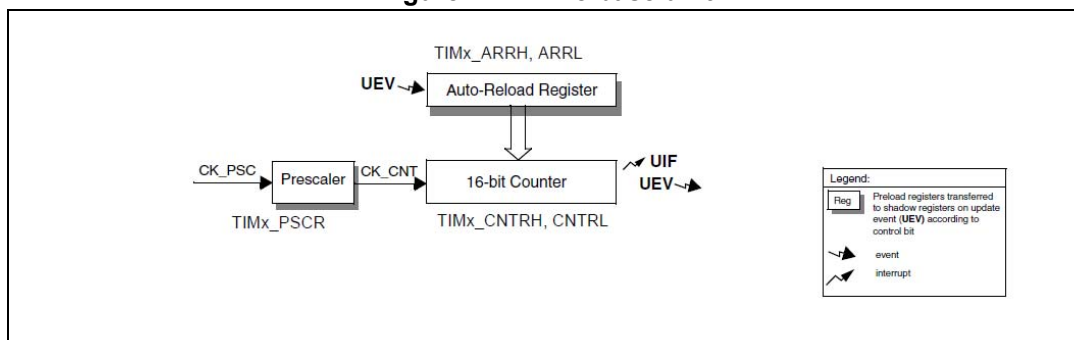 TIMx_ARRH, ARRL
UEV
Auto-Reload Register
CK_PSC
Prescaler
CK_CNT
16-bit Counter
UIF
UEV
TIMx_PSCR
TIMx_CNTRH, CNTRL
Legend:
Reg
Preload registers transferred
to shadow registers on update
event (UEV) according to
control bit
event
interrupt